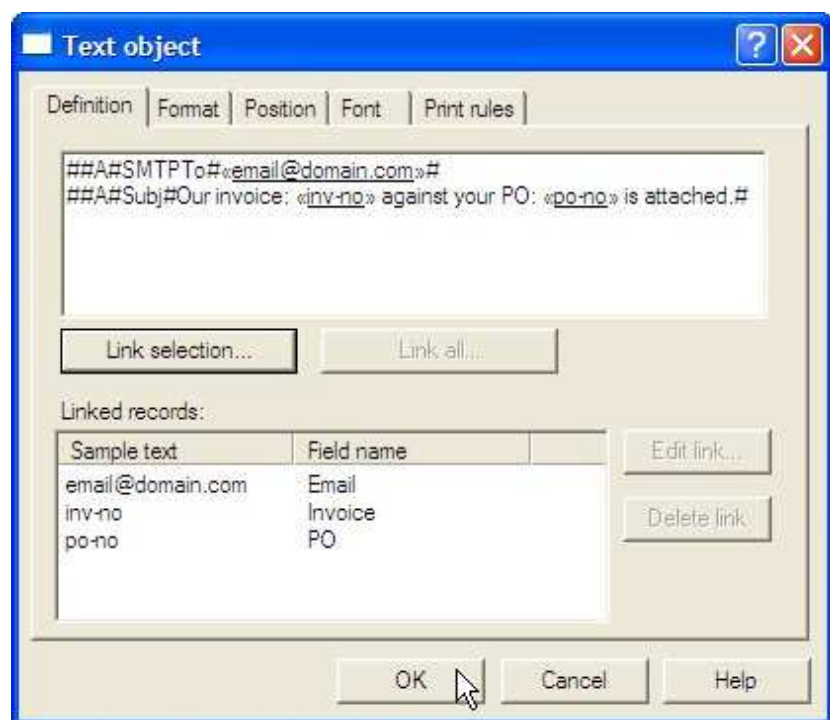 Text object
Definition Format Position Font Print rules
##A#SMTPTo#«email@domain.com»#
##A#Subj#Our invoice: «inv-no» against your PO: «po-no» is attached.#
Link selection... Link all...
Linked records:
Sample text Field name
email@domain.com Email
inv-no Invoice
po-no PO
Edit link...
Delete link
OK Cancel Help